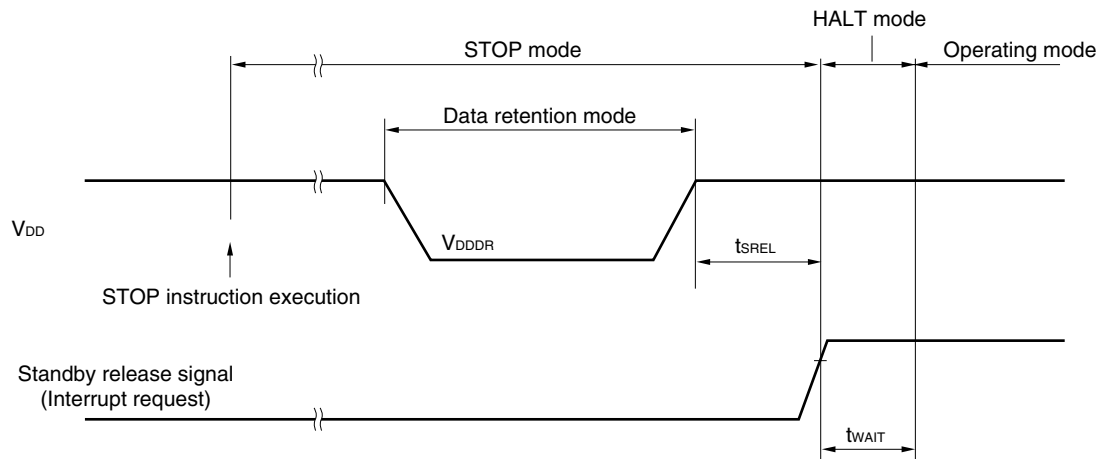 HALT mode
STOP mode
Operating mode
Data retention mode
VDD
VDDDR
tSREL
STOP instruction execution
Standby release signal
(Interrupt request)
tWAIT